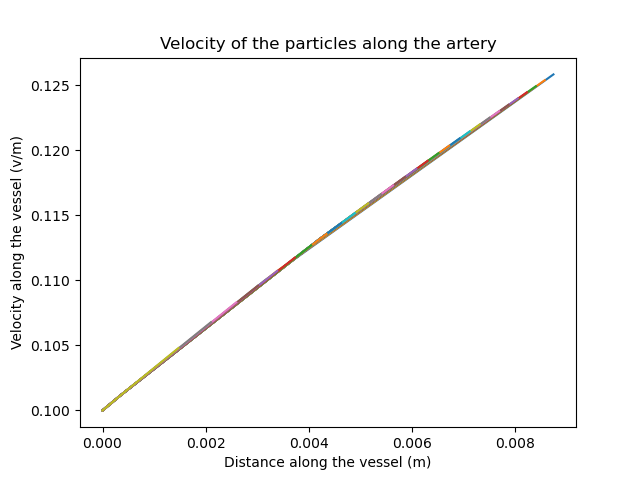 Velocity of the particles along the artery
Velocity along the vessel (v/m)
0.125
0.120
0.115
0.110
0.105
0.100
0.000 0.002 0.004 0.006 0.008
Distance along the vessel (m)